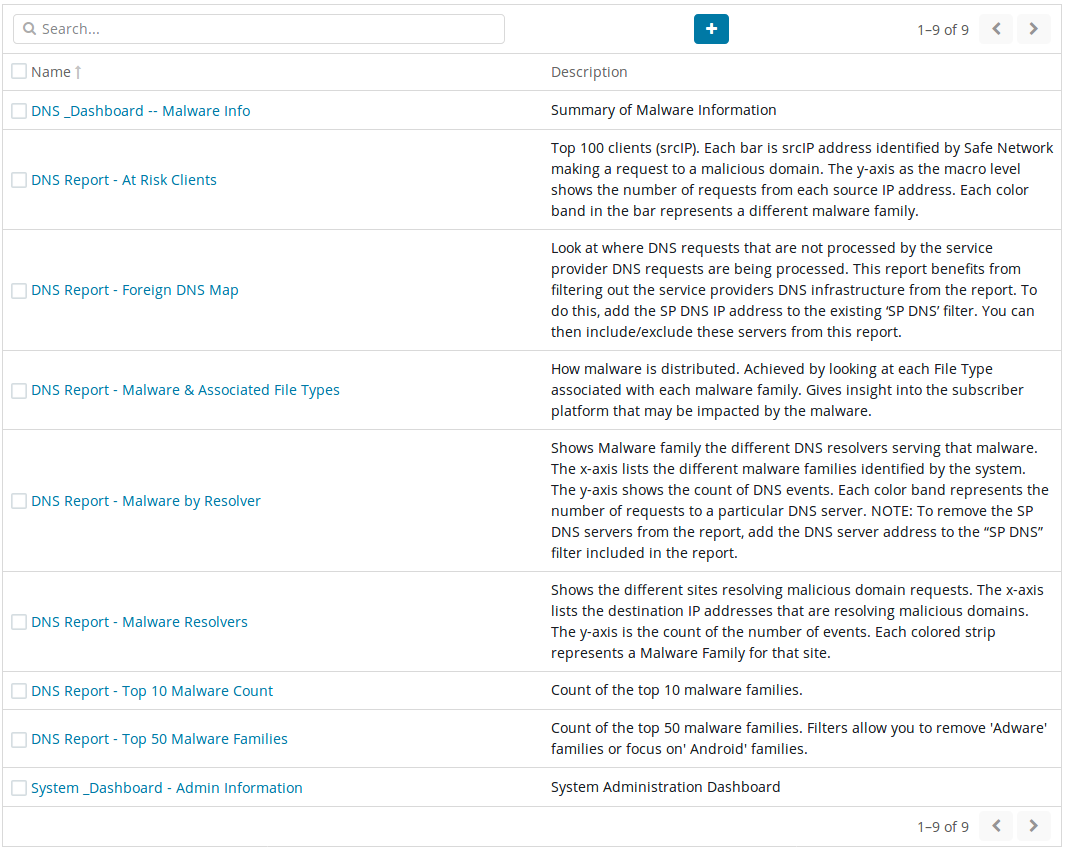 Search...
+
1–9 of 9
Name ↑
Description
DNS _Dashboard -- Malware Info
Summary of Malware Information
DNS Report - At Risk Clients
Top 100 clients (srcIP). Each bar is srcIP address identified by Safe Network
making a request to a malicious domain. The y-axis as the macro level
shows the number of requests from each source IP address. Each color
band in the bar represents a different malware family.
DNS Report - Foreign DNS Map
Look at where DNS requests that are not processed by the service
provider DNS requests are being processed. This report benefits from
filtering out the service providers DNS infrastructure from the report. To
do this, add the SP DNS IP address to the existing ‘SP DNS’ filter. You can
then include/exclude these servers from this report.
DNS Report - Malware & Associated File Types
How malware is distributed. Achieved by looking at each File Type
associated with each malware family. Gives insight into the subscriber
platform that may be impacted by the malware.
DNS Report - Malware by Resolver
Shows Malware family the different DNS resolvers serving that malware.
The x-axis lists the different malware families identified by the system.
The y-axis shows the count of DNS events. Each color band represents the
number of requests to a particular DNS server. NOTE: To remove the SP
DNS servers from the report, add the DNS server address to the “SP DNS”
filter included in the report.
DNS Report - Malware Resolvers
Shows the different sites resolving malicious domain requests. The x-axis
lists the destination IP addresses that are resolving malicious domains.
The y-axis is the count of the number of events. Each colored strip
represents a Malware Family for that site.
DNS Report - Top 10 Malware Count
Count of the top 10 malware families.
DNS Report - Top 50 Malware Families
Count of the top 50 malware families. Filters allow you to remove 'Adware'
families or focus on' Android' families.
System _Dashboard - Admin Information
System Administration Dashboard
1–9 of 9